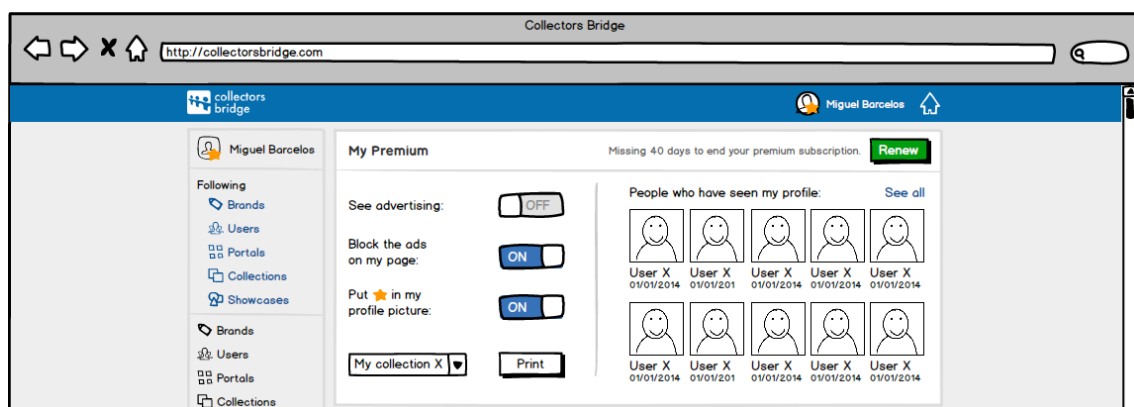 Collectors Bridge
http://collectorsbridge.com
collectors
bridge
Miguel Barcelos
Miguel Barcelos
Following
Brands
Users
Portals
Collections
Showcases
Brands
Users
Portals
Collections
My Premium
Missing 40 days to end your premium subscription.
Renew
See advertising:
OFF
Block the ads
on my page:
ON
Put in my
profile picture:
ON
My collection X
Print
People who have seen my profile:
See all
User X User X User X User X User X
01/01/2014 01/01/201 01/01/2014 01/01/2014 01/01/2014
User X User X User X User X User X
01/01/2014 01/01/201 01/01/2014 01/01/2014 01/01/2014